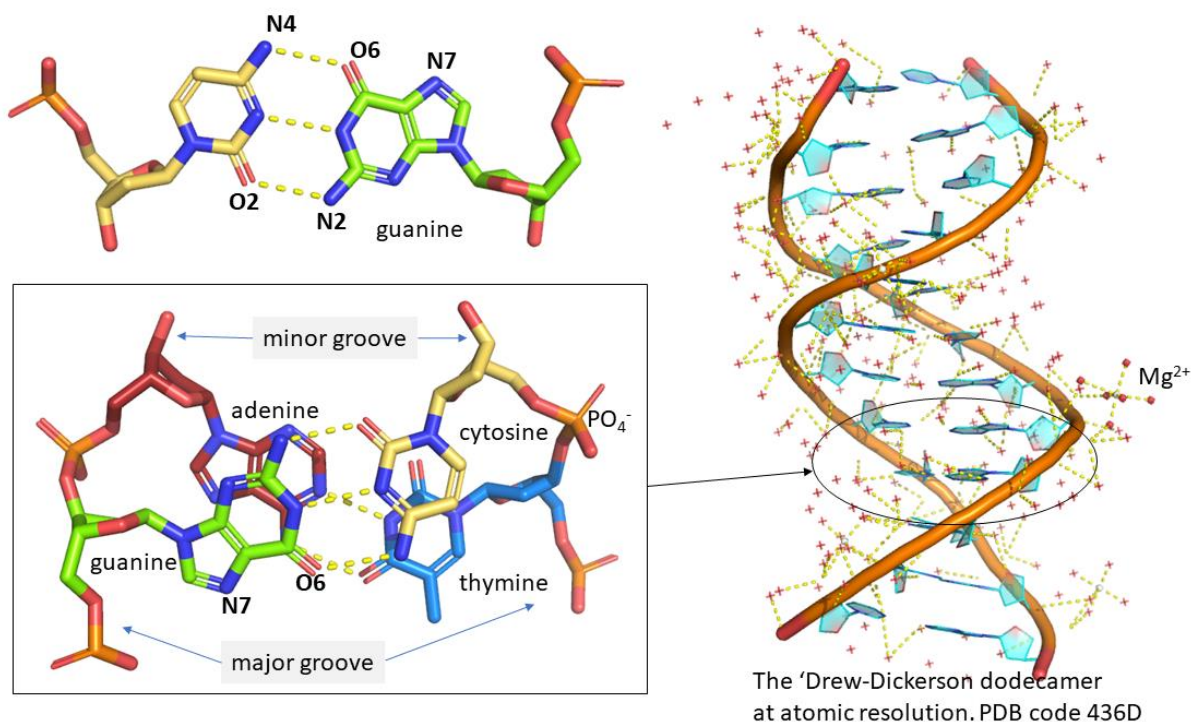 N4
O6
N7
O2
N2
guanine
minor groove
adenine
cytosine
PO4-
guanine
O6
N7
thymine
major groove
Mg2+
The ‘Drew-Dickerson dodecamer
at atomic resolution. PDB code 436D